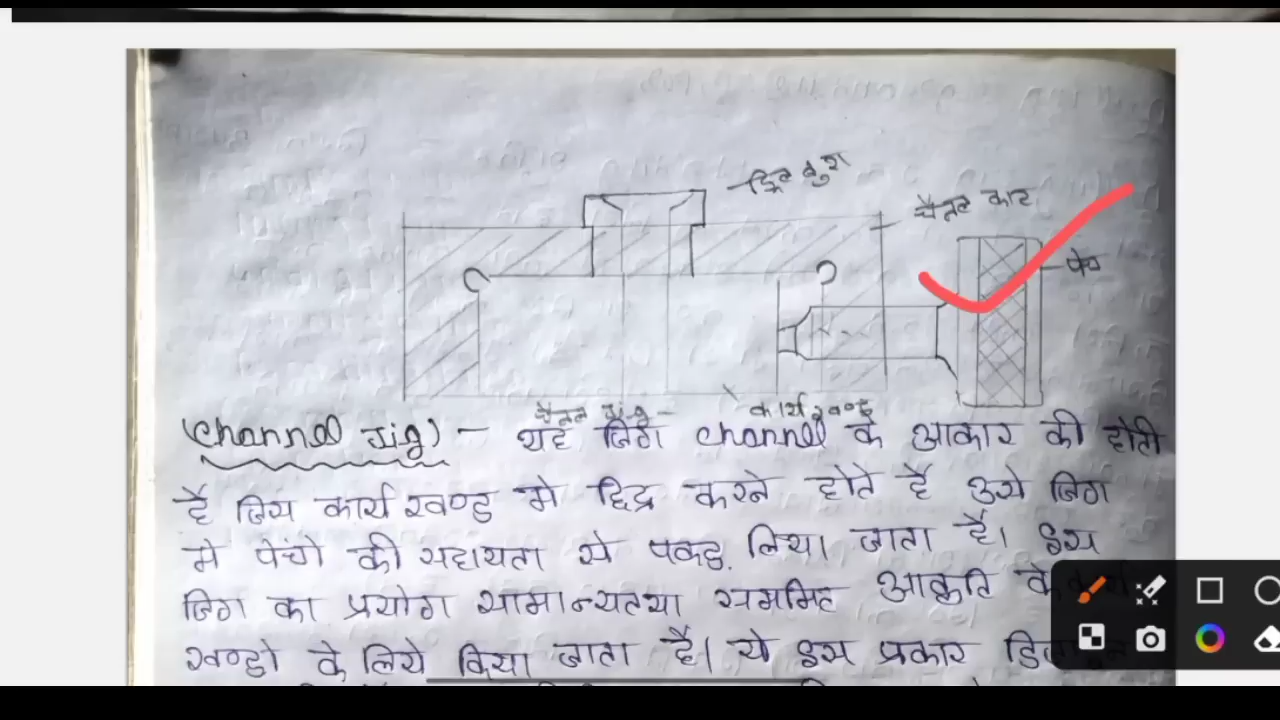 ड्रिल बुश
चैनल काट
पेच
चैनल जिग
कार्यखण्ड
(Channel Jig) - यह जिग channel के आकार की होती
है जिस कार्यखण्ड मे छिद्र करने होते है उसे जिग
मे पेंचो की सहायता से पकड़ लिया जाता है। इस
जिग का प्रयोग सामान्यतया सममित आकृति के
खण्डो के लिये किया जाता है। ये इस प्रकार